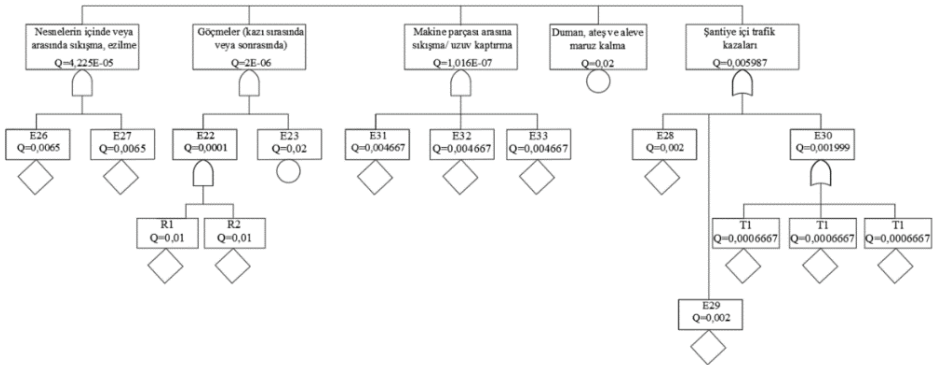 Nesnelerin içinde veya
arasında sıkışma, ezilme
Q=4,225E-05
Göçmeler (kazı sırasında
veya sonrasında)
Q=2E-06
Makine parçası arasına
sıkışma/ uzuv kaptırma
Q=1,016E-07
Duman, ateş ve aleve
maruz kalma
Q=0,02
Şantiye içi trafik
kazaları
Q=0,005987
E26
Q=0,0065
E27
Q=0,0065
E22
Q=0,0001
E23
Q=0,02
E31
Q=0,004667
E32
Q=0,004667
E33
Q=0,004667
E28
Q=0,002
E30
Q=0,001999
R1
Q=0,01
R2
Q=0,01
T1
Q=0,0006667
T1
Q=0,0006667
T1
Q=0,0006667
E29
Q=0,002